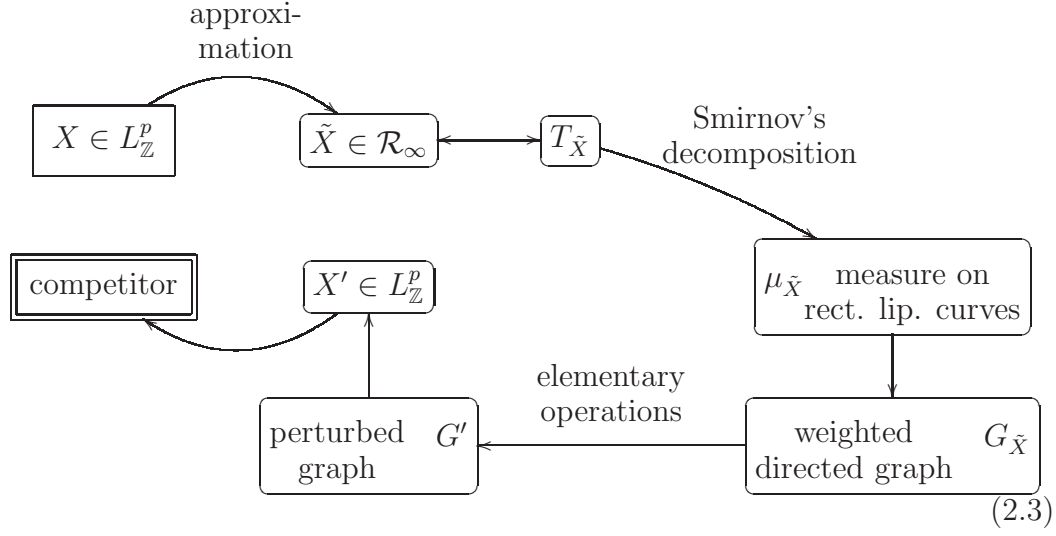 approxi-
mation
X ∈ L^p_ℤ
X̃ ∈ ℛ_∞
T_X̃
Smirnov's
decomposition
competitor
X′ ∈ L^p_ℤ
μ_X̃ measure on
rect. lip. curves
elementary
operations
perturbed G′
graph
weighted G_X̃
directed graph
(2.3)